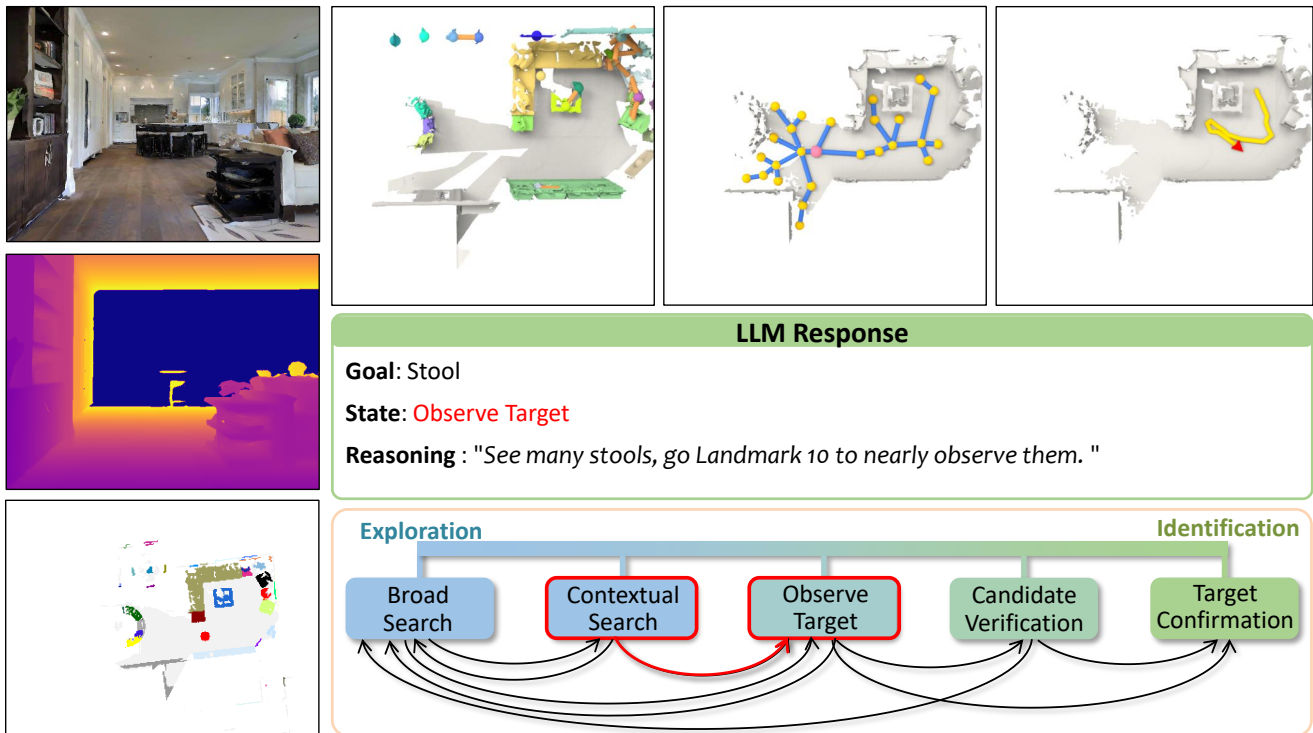 LLM Response
Goal: Stool
State: Observe Target
Reasoning : "See many stools, go Landmark 10 to nearly observe them. "
Exploration
Identification
Broad
Search
Contextual
Search
Observe
Target
Candidate
Verification
Target
Confirmation